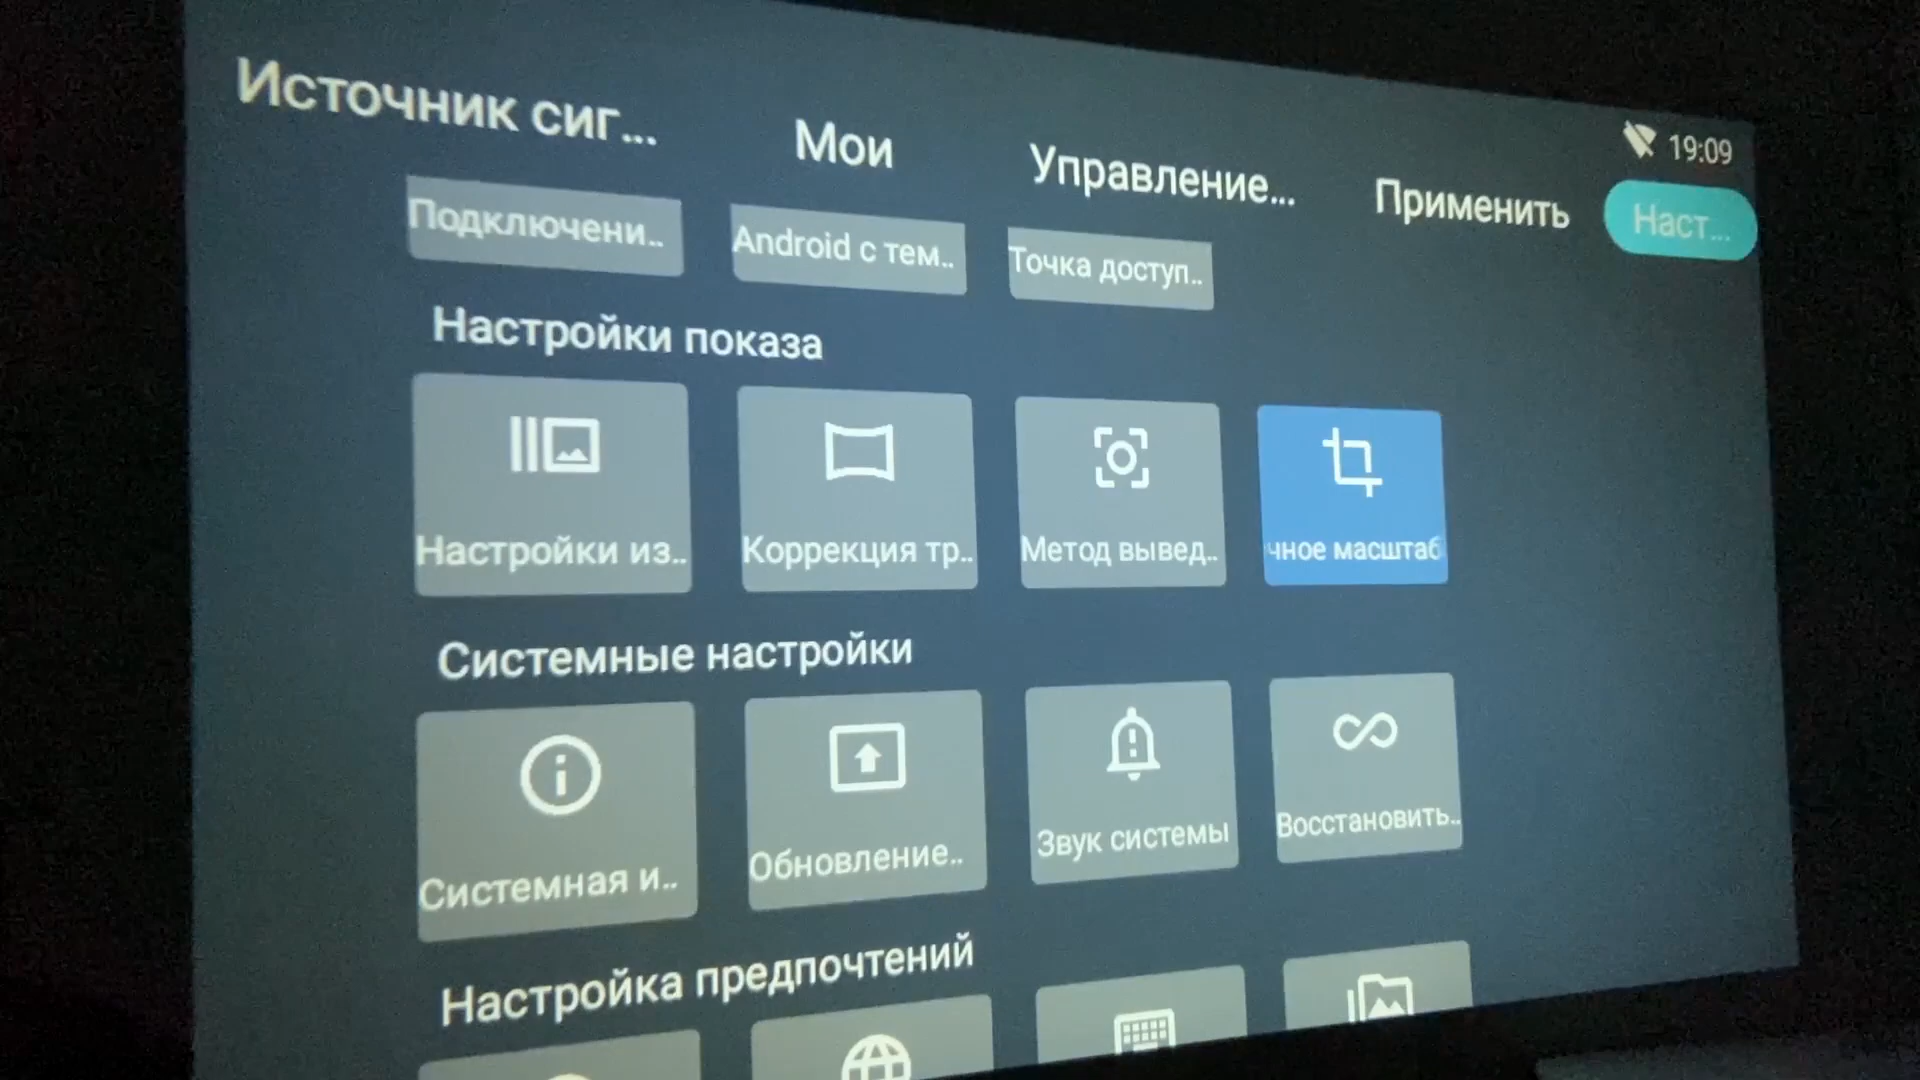 19:09
Источник сиг...
Мои
Управление...
Применить
Наст...
Подключени..
Android с тем..
Точка доступ..
Настройки показа
Настройки из..
Коррекция тр..
Метод вывед..
чное масштаб
Системные настройки
Системная и..
Обновление..
Звук системы
Восстановить..
Настройка предпочтений